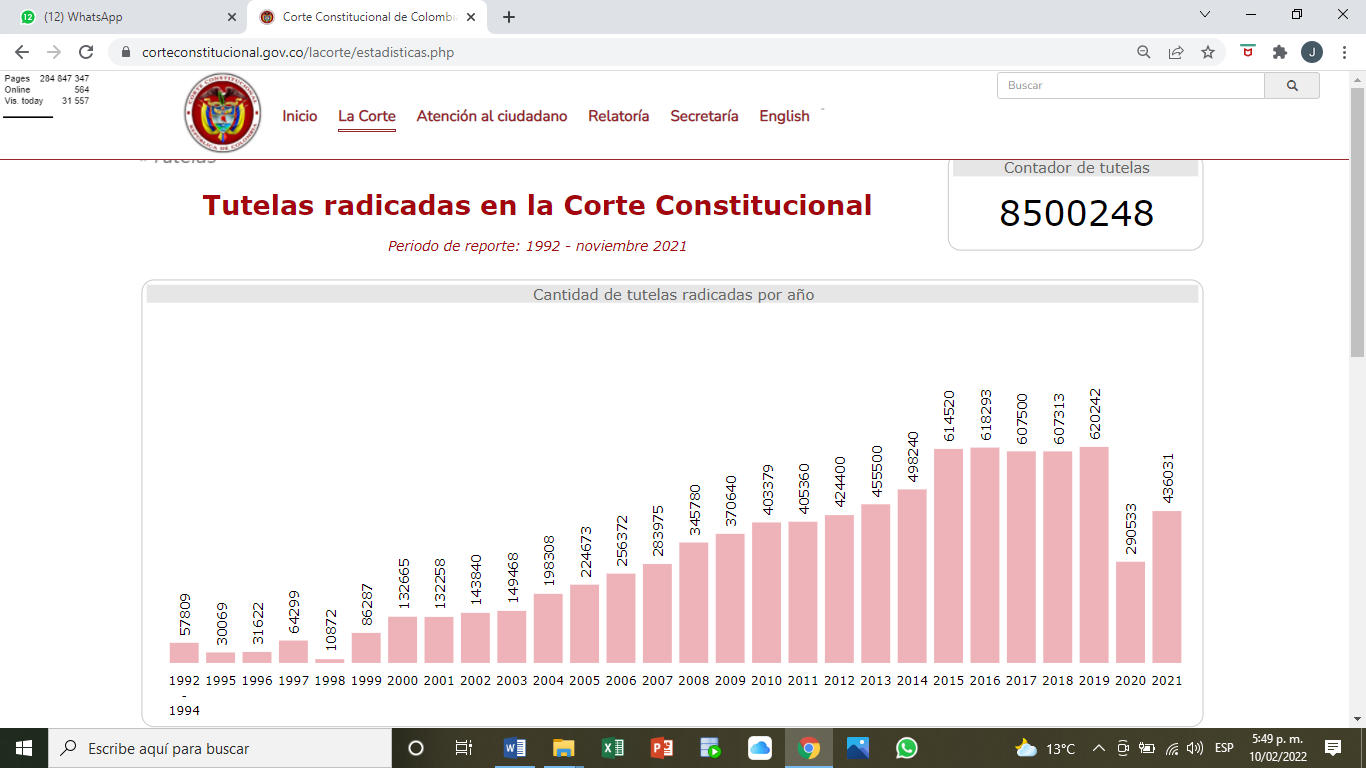 (12) WhatsApp
Corte Constitucional de Colombia
corteconstitucional.gov.co/lacorte/estadisticas.php
J
Pages 284 847 347
Online 564
Vis. today 31 557
Inicio La Corte Atención al ciudadano Relatoría Secretaría English
Buscar
Tutelas
Contador de tutelas
8500248
Tutelas radicadas en la Corte Constitucional
Periodo de reporte: 1992 - noviembre 2021
Cantidad de tutelas radicadas por año
57809 30069 31622 64299 10872 86287 132665 132258 143840 149468 198308 224673 256372 283975 345780 370640 403379 405360 424400 455500 498240 614520 618293 607500 607313 620242 290533 436031
1992 - 1994 1995 1996 1997 1998 1999 2000 2001 2002 2003 2004 2005 2006 2007 2008 2009 2010 2011 2012 2013 2014 2015 2016 2017 2018 2019 2020 2021
Escribe aquí para buscar
13°C
ESP
5:49 p. m.
10/02/2022